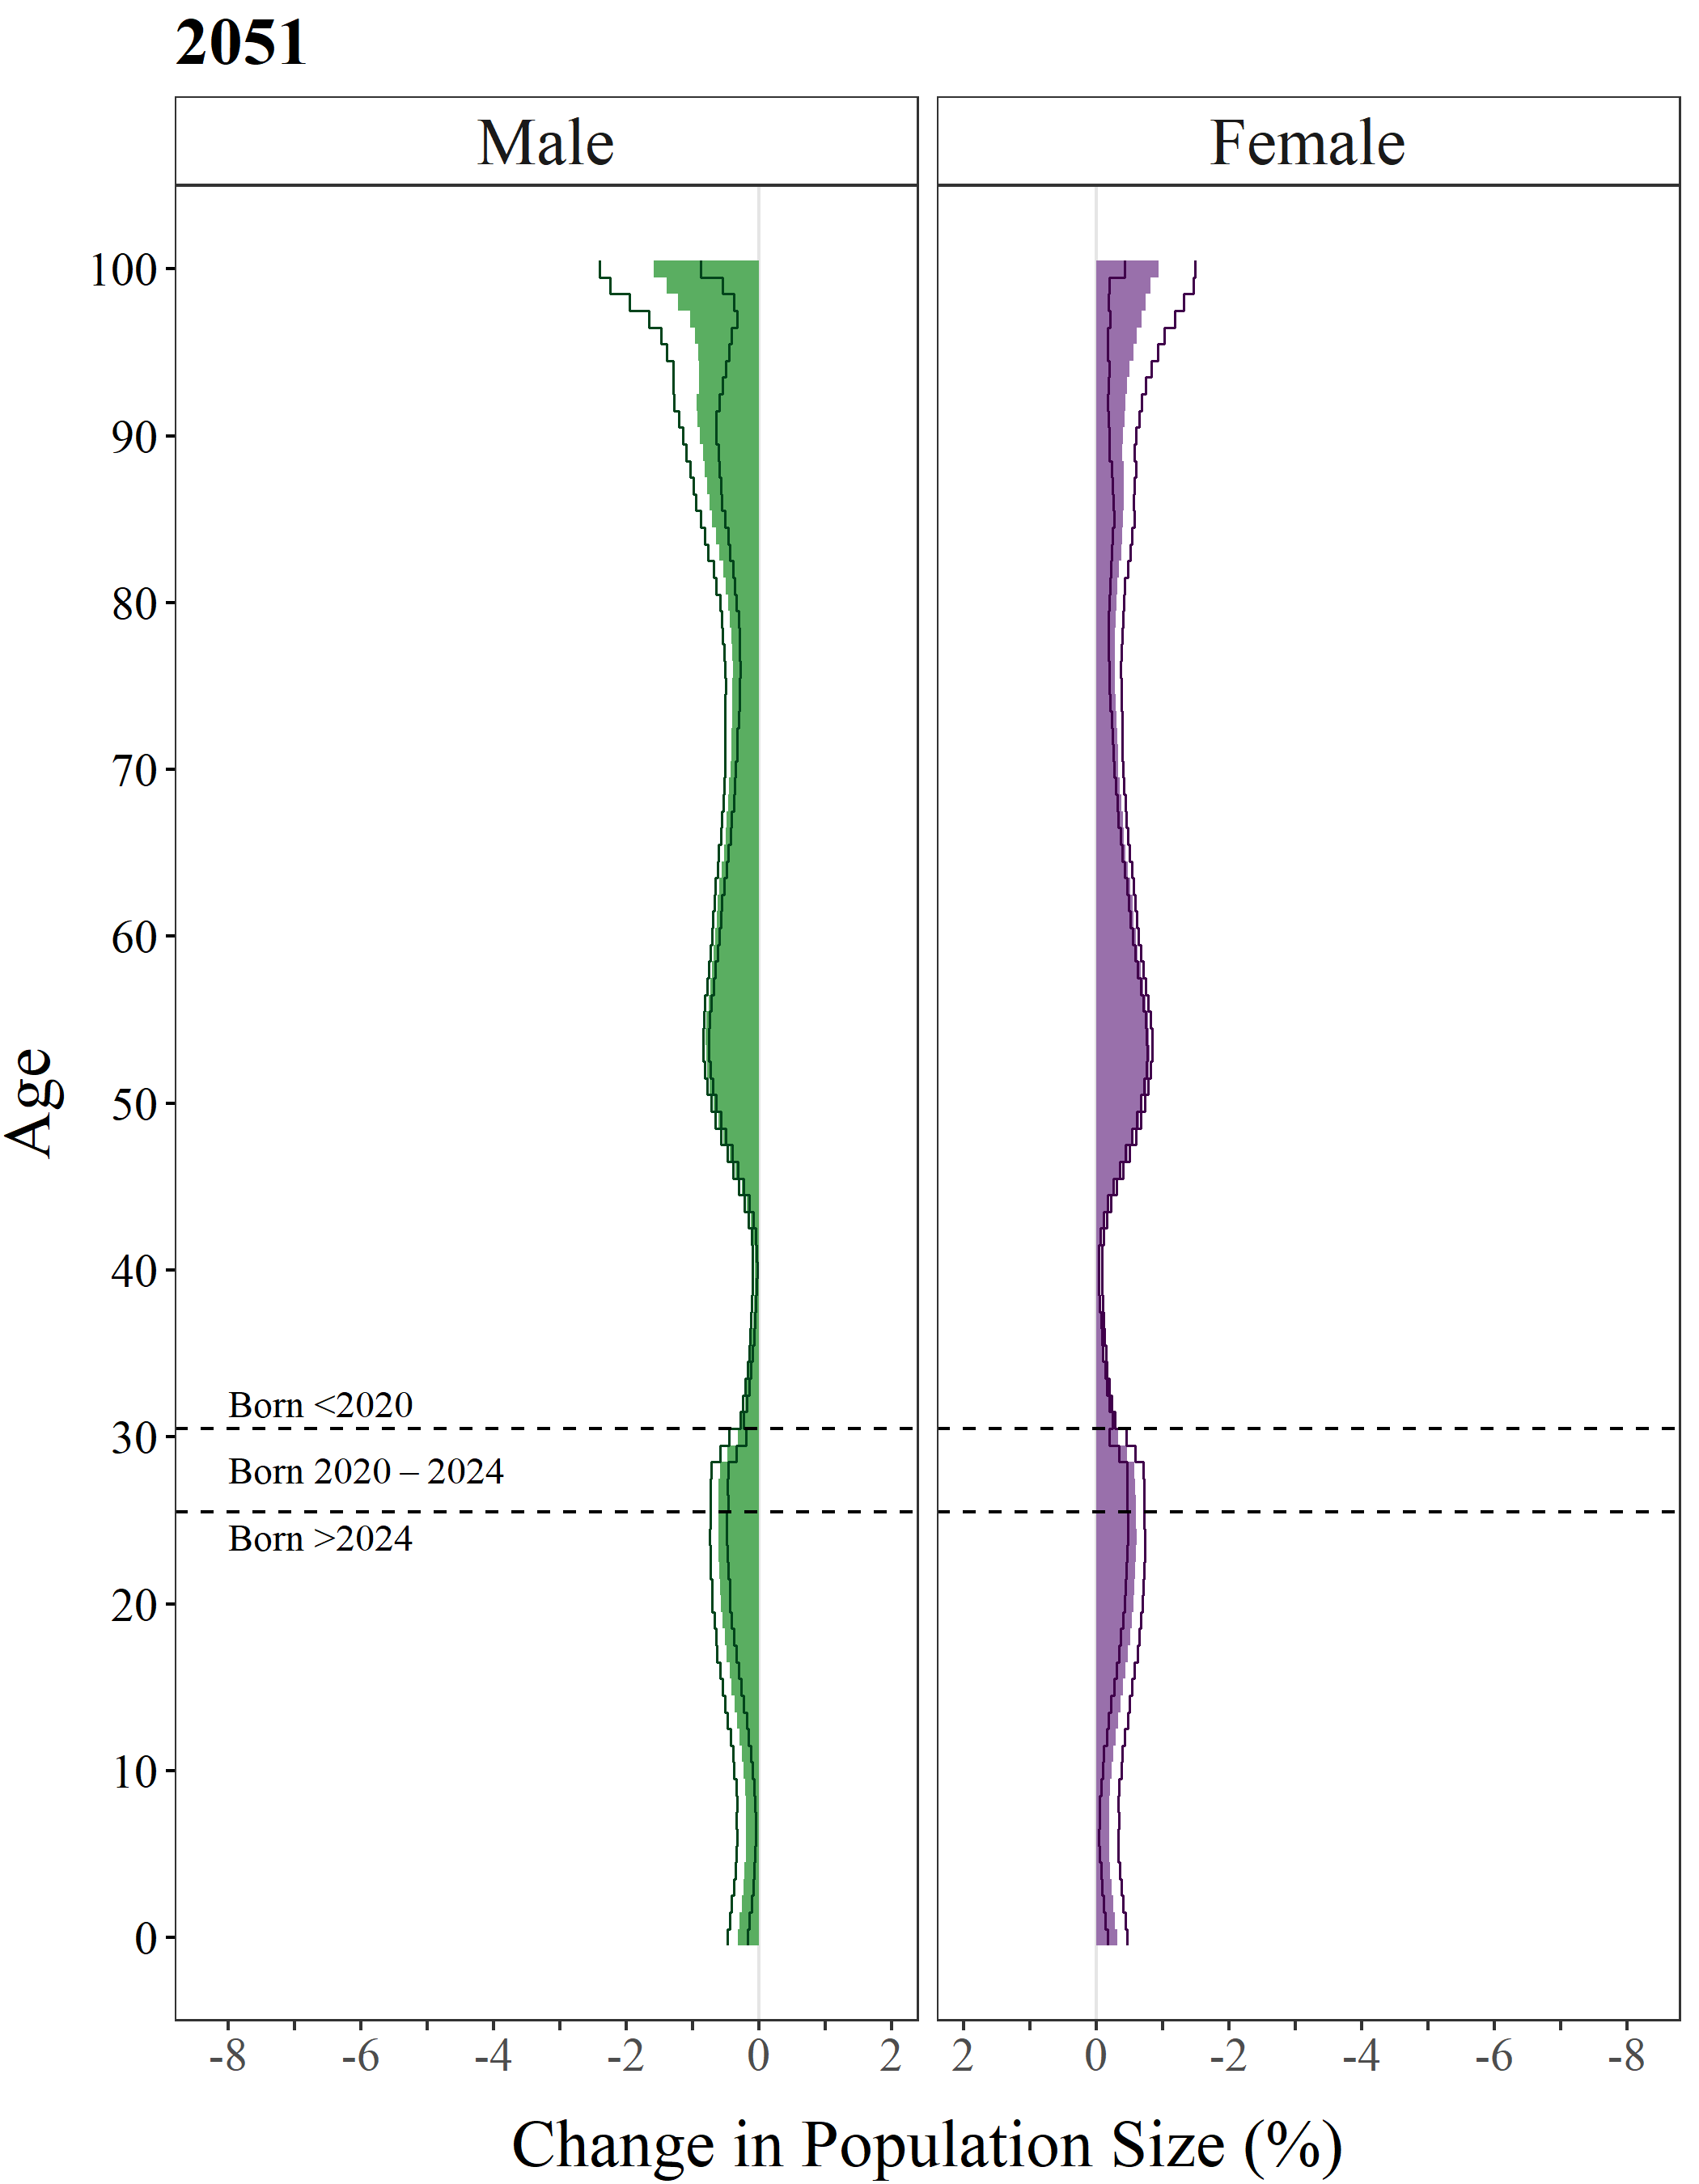 2051
Male
Female
100
90
80
70
60
50
40
30
20
10
0
Age
Born <2020
Born 2020 – 2024
Born >2024
-8 -6 -4 -2 0 2
2 0 -2 -4 -6 -8
Change in Population Size (%)